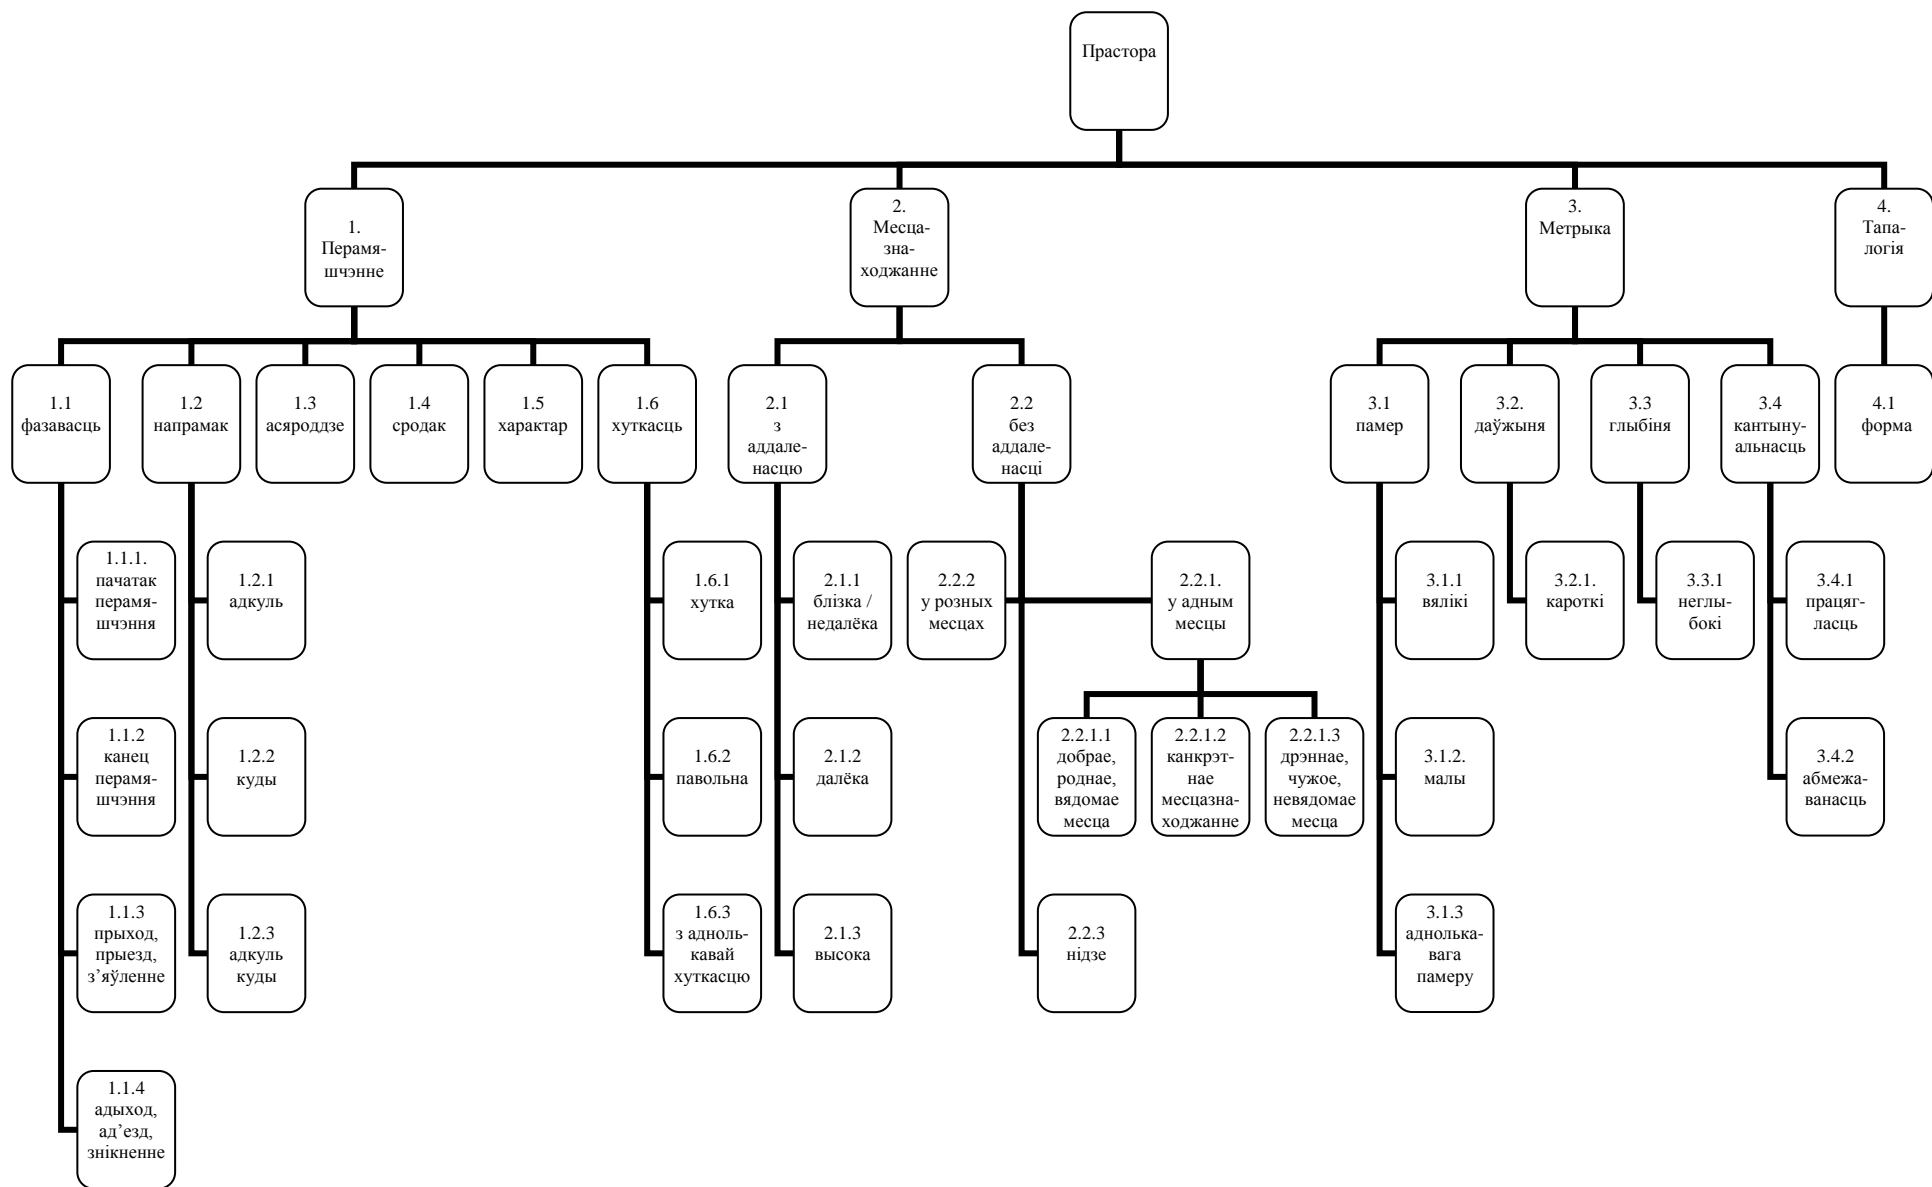 Прастора
1.
Перамя-
шчэнне
2.
Месца-
зна-
ходжанне
3.
Метрыка
4.
Тапа-
логія
1.1
фазавасць
1.2
напрамак
1.3
асяроддзе
1.4
сродак
1.5
характар
1.6
хуткасць
2.1
з
аддале-
насцю
2.2
без
аддале-
насці
3.1
памер
3.2.
даўжыня
3.3
глыбіня
3.4
кантыну-
альнасць
4.1
форма
1.1.1.
пачатак
перамя-
шчэння
1.2.1
адкуль
1.6.1
хутка
2.1.1
блізка /
недалёка
2.2.2
у розных
месцах
2.2.1.
у адным
месцы
3.1.1
вялікі
3.2.1.
кароткі
3.3.1
неглы-
бокі
3.4.1
працяг-
ласць
1.1.2
канец
перамя-
шчэння
1.2.2
куды
1.6.2
павольна
2.1.2
далёка
2.2.1.1
добрае,
роднае,
вядомае
месца
2.2.1.2
канкрэт-
нае
месцазна-
ходжанне
2.2.1.3
дрэннае,
чужое,
невядомае
месца
3.1.2.
малы
3.4.2
абмежа-
ванасць
1.1.3
прыход,
прыезд,
з’яўленне
1.2.3
адкуль
куды
1.6.3
з адноль-
кавай
хуткасцю
2.1.3
высока
2.2.3
нідзе
3.1.3
аднолька-
вага
памеру
1.1.4
адыход,
ад’езд,
знікненне